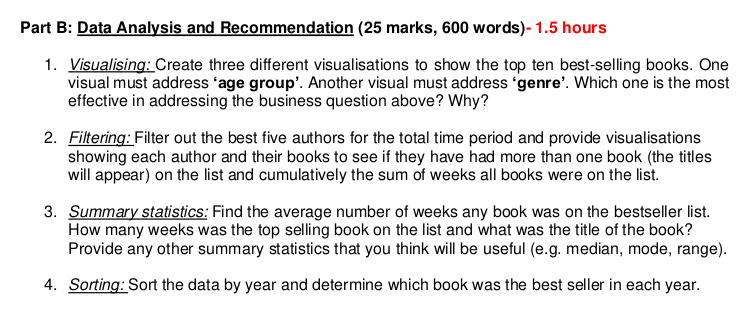 Part B: Data Analysis and Recommendation (25 marks, 600 words)- 1.5 hours
1. Visualising: Create three different visualisations to show the top ten best-selling books. One
visual must address ‘age group’. Another visual must address ‘genre’. Which one is the most
effective in addressing the business question above? Why?
2. Filtering: Filter out the best five authors for the total time period and provide visualisations
showing each author and their books to see if they have had more than one book (the titles
will appear) on the list and cumulatively the sum of weeks all books were on the list.
3. Summary statistics: Find the average number of weeks any book was on the bestseller list.
How many weeks was the top selling book on the list and what was the title of the book?
Provide any other summary statistics that you think will be useful (e.g. median, mode, range).
4. Sorting: Sort the data by year and determine which book was the best seller in each year.